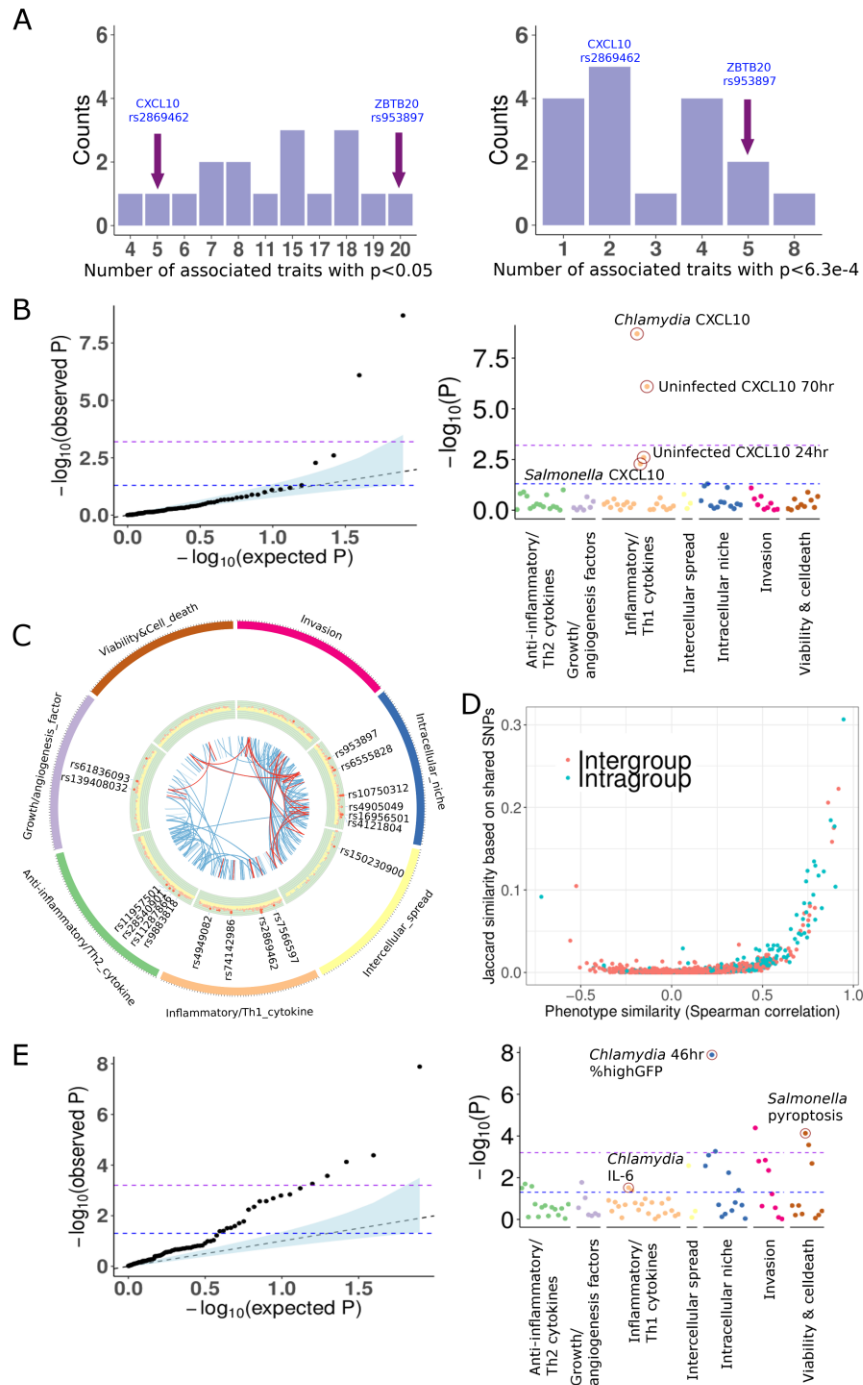 A
6
4
2
0
Counts
CXCL10
rs2869462
ZBTB20
rs953897
4 5 6 7 8 11 15 17 18 19 20
Number of associated traits with p<0.05
6
4
2
0
Counts
CXCL10
rs2869462
ZBTB20
rs953897
1 2 3 4 5 8
Number of associated traits with p<6.3e-4
B
7.5
5.0
2.5
0.0
−log10(observed P)
0.0 0.5 1.0 1.5
−log10(expected P)
7.5
5.0
2.5
0.0
−log10(P)
Chlamydia CXCL10
Uninfected CXCL10 70hr
Uninfected CXCL10 24hr
Salmonella CXCL10
Anti-inflammatory/
Th2 cytokines
Growth/
angiogenesis factors
Inflammatory/
Th1 cytokines
Intercellular spread
Intracellular niche
Invasion
Viability & celldeath
C
Viability&Cell_death
Invasion
Intracellular_niche
Intercellular_spread
Inflammatory/Th1_cytokine
Anti-inflammatory/Th2_cytokine
Growth/angiogenesis_factor
rs953897
rs6555828
rs10750312
rs4905049
rs16956501
rs4121804
rs150230900
rs7566597
rs2869462
rs74142986
rs4949082
rs9883818
rs11287866
rs28540901
rs11957501
rs139408032
rs61836093
D
0.3
0.2
0.1
0.0
Jaccard similarity based on shared SNPs
Intergroup
Intragroup
−0.5 0.0 0.5 1.0
Phenotype similarity (Spearman correlation)
E
8
6
4
2
0
−log10(observed P)
0.0 0.5 1.0 1.5
−log10(expected P)
8
6
4
2
0
−log10(P)
Chlamydia 46hr
%highGFP
Salmonella
pyroptosis
Chlamydia
IL-6
Anti-inflammatory/
Th2 cytokines
Growth/
angiogenesis factors
Inflammatory/
Th1 cytokines
Intercellular spread
Intracellular niche
Invasion
Viability & celldeath